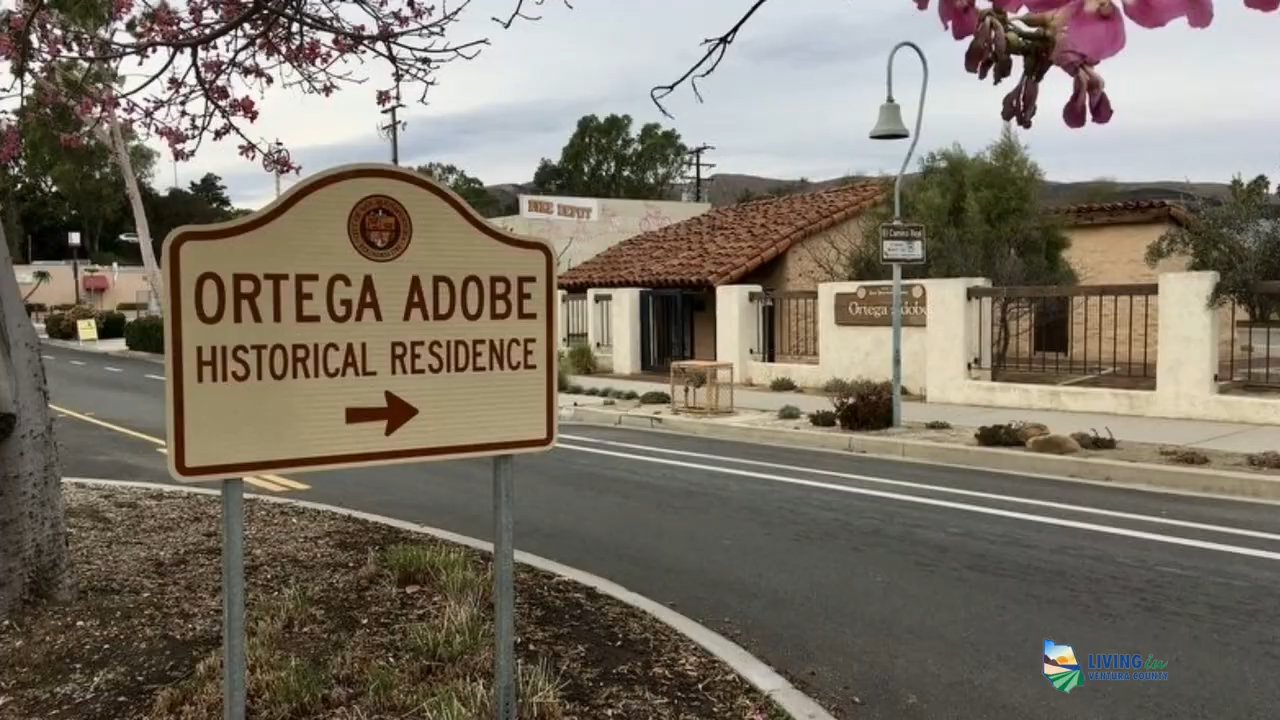 ORTEGA ADOBE
HISTORICAL RESIDENCE
El Camino Real
Ortega Adobe
LIVING in
VENTURA COUNTY